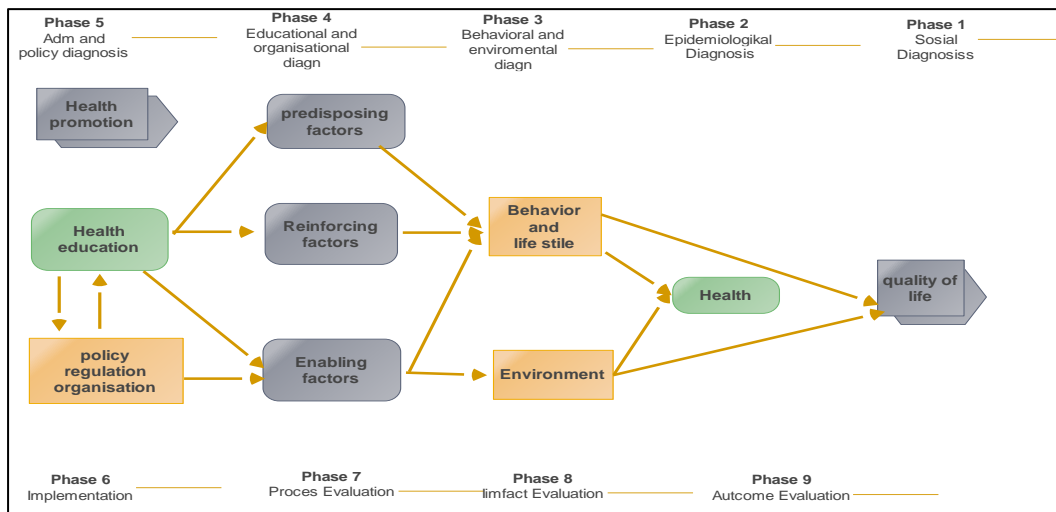 Phase 5
Adm and
policy diagnosis
Phase 4
Educational and
organisational
diagn
Phase 3
Behavioral and
enviromental
diagn
Phase 2
Epidemiologikal
Diagnosis
Phase 1
Sosial
Diagnosiss
Health
promotion
predisposing
factors
Health
education
Reinforcing
factors
Behavior
and
life stile
Health
quality of
life
policy
regulation
organisation
Enabling
factors
Environment
Phase 6
Implementation
Phase 7
Proces Evaluation
Phase 8
Iimfact Evaluation
Phase 9
Autcome Evaluation